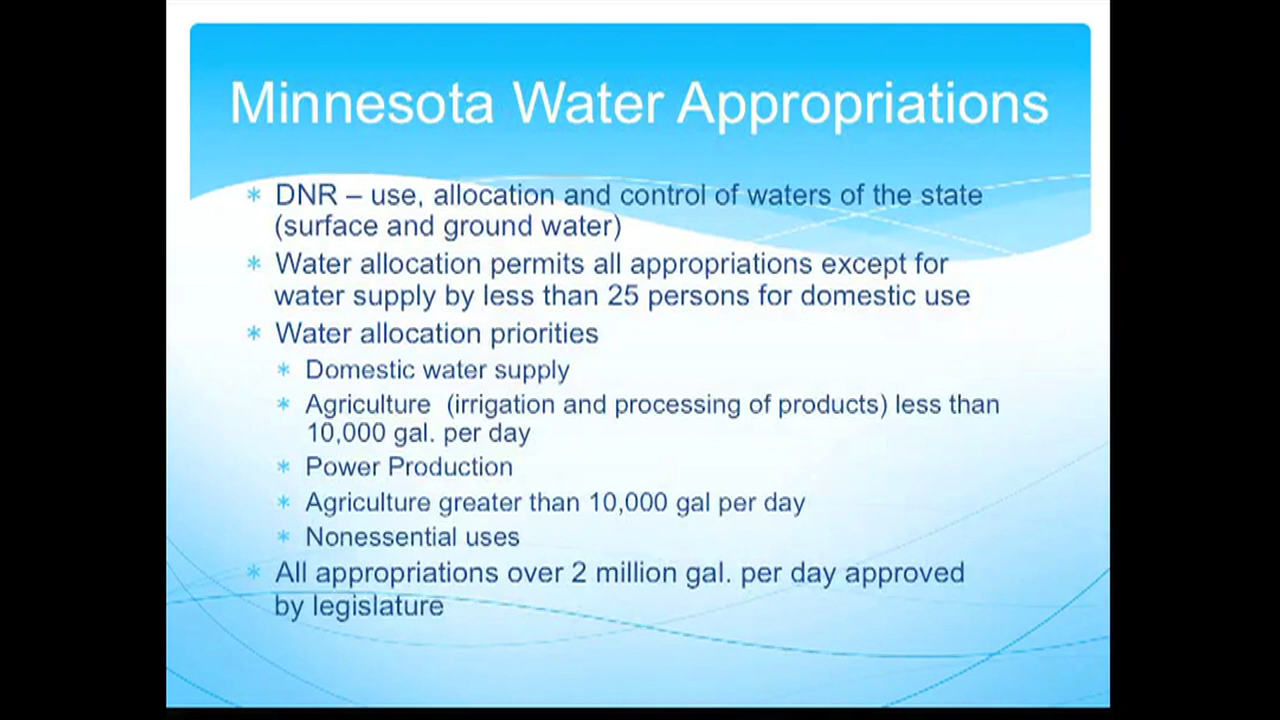 Minnesota Water Appropriations
* DNR – use, allocation and control of waters of the state
(surface and ground water)
* Water allocation permits all appropriations except for
water supply by less than 25 persons for domestic use
* Water allocation priorities
* Domestic water supply
* Agriculture (irrigation and processing of products) less than
10,000 gal. per day
* Power Production
* Agriculture greater than 10,000 gal per day
* Nonessential uses
* All appropriations over 2 million gal. per day approved
by legislature